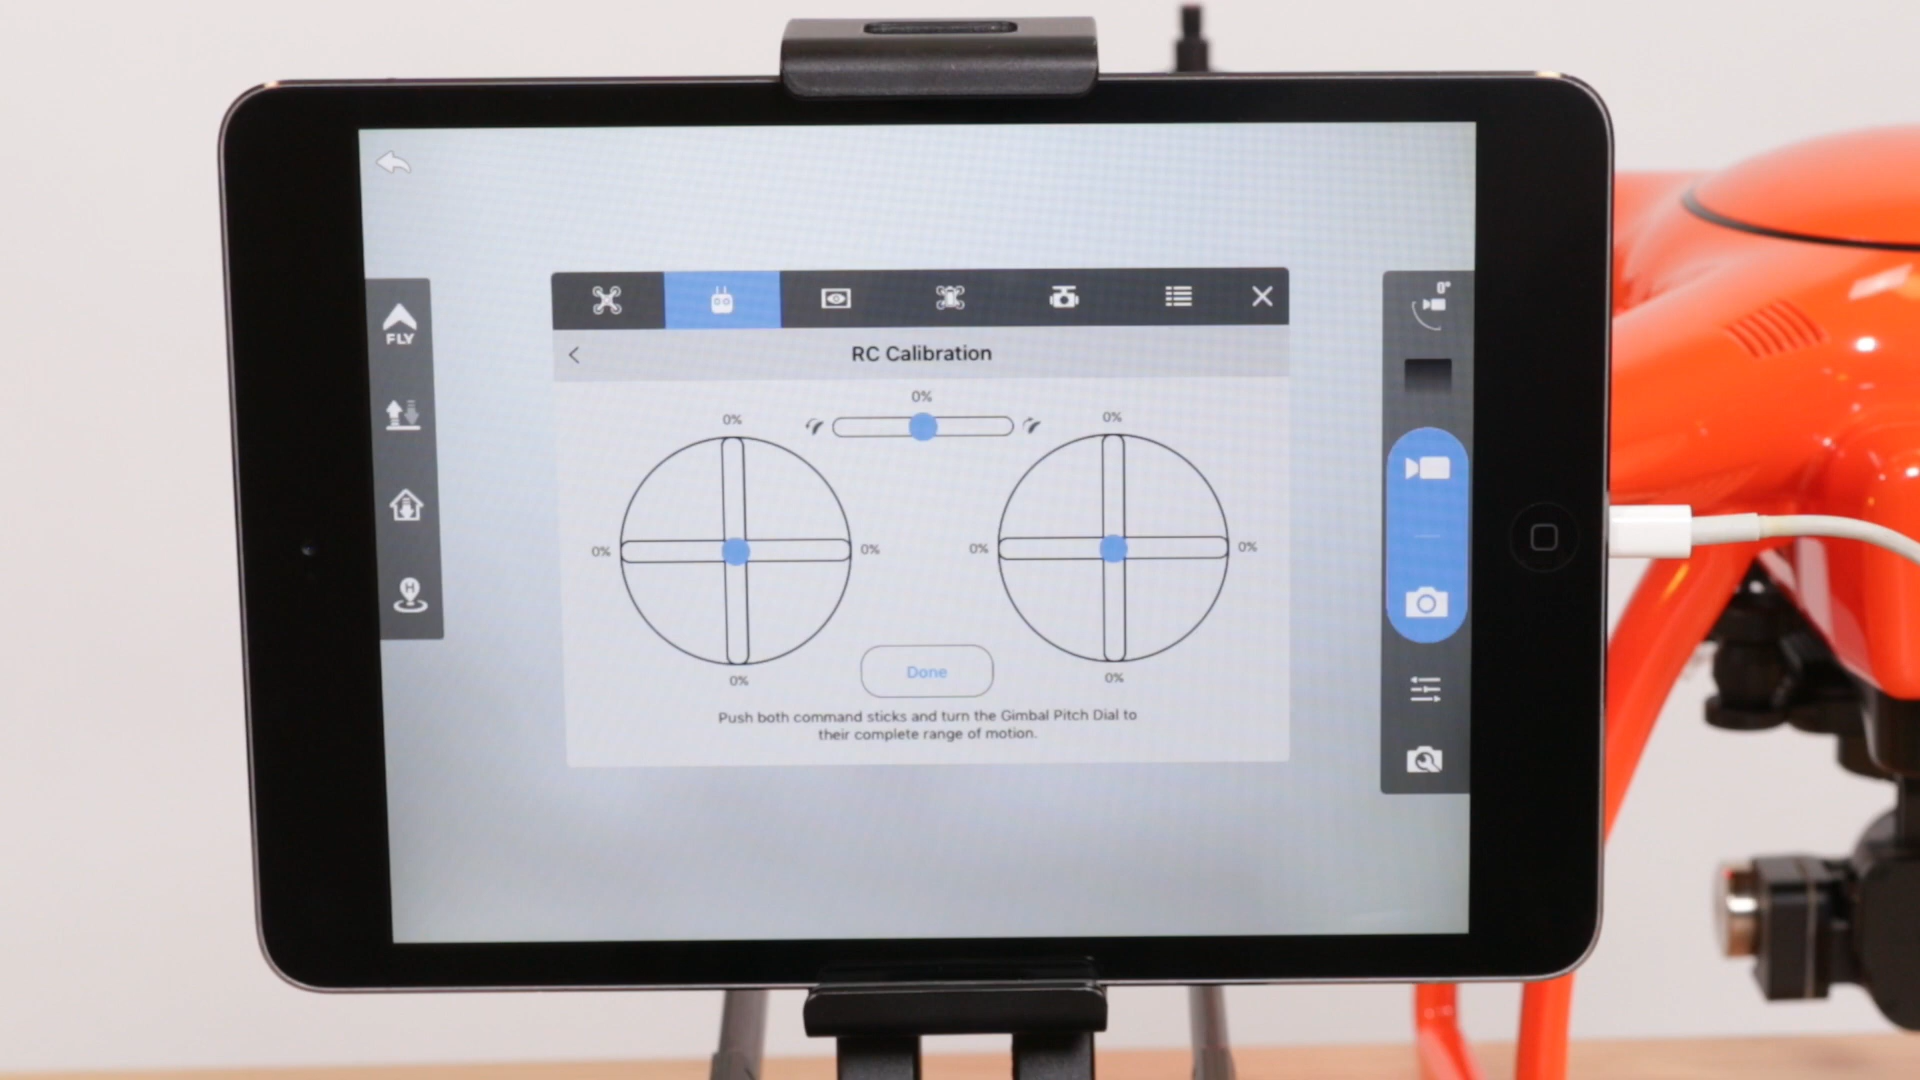 0°
FLY
RC Calibration
0%
0%
0%
0%
0%
0%
0%
0%
0%
Done
H
Push both command sticks and turn the Gimbal Pitch Dial to
their complete range of motion.